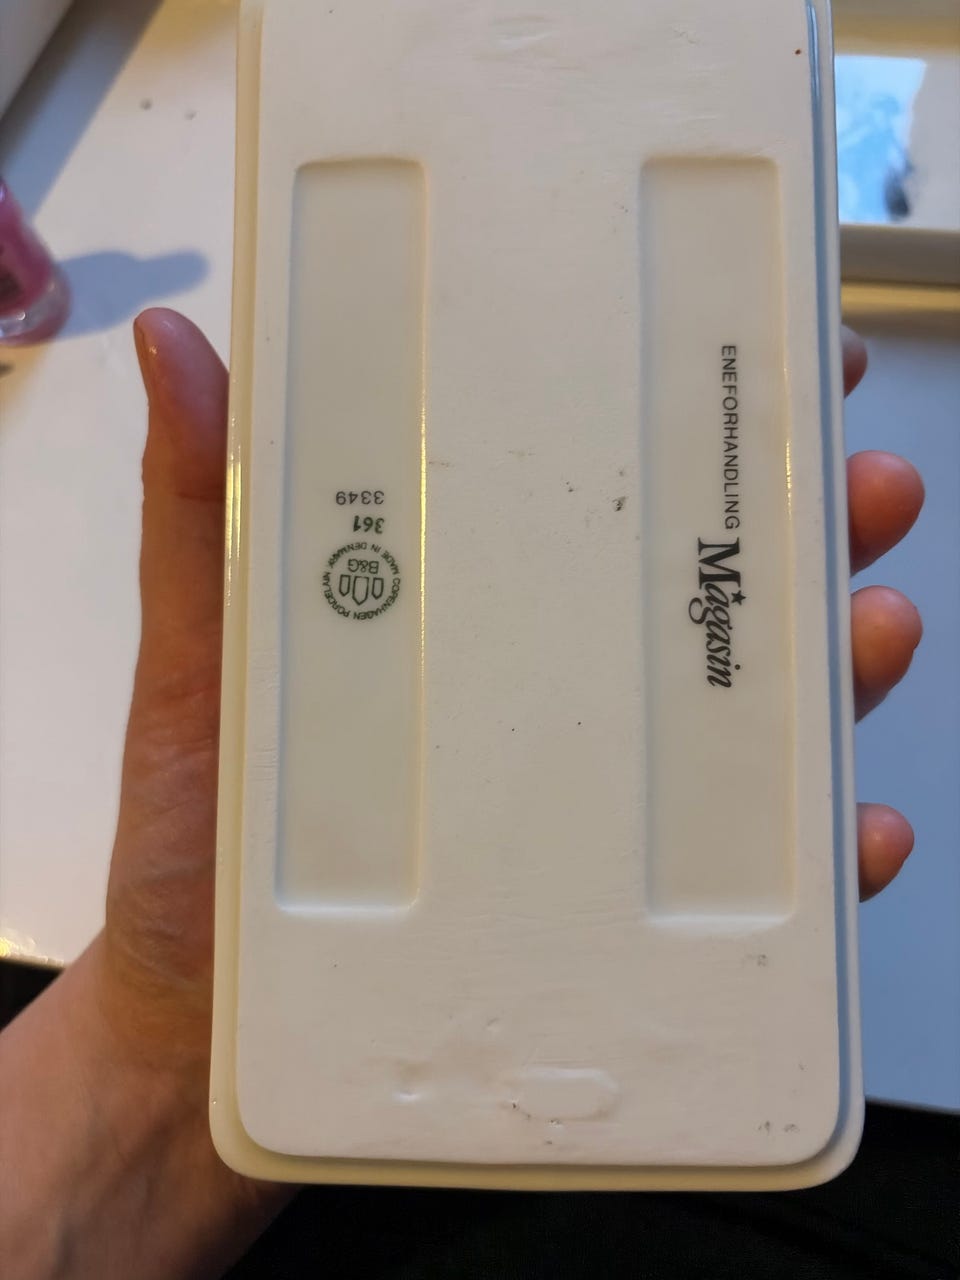 ENEFORHANDLING Magasin
3349
361
B&G
COPENHAGEN PORCELAIN MADE IN DENMARK